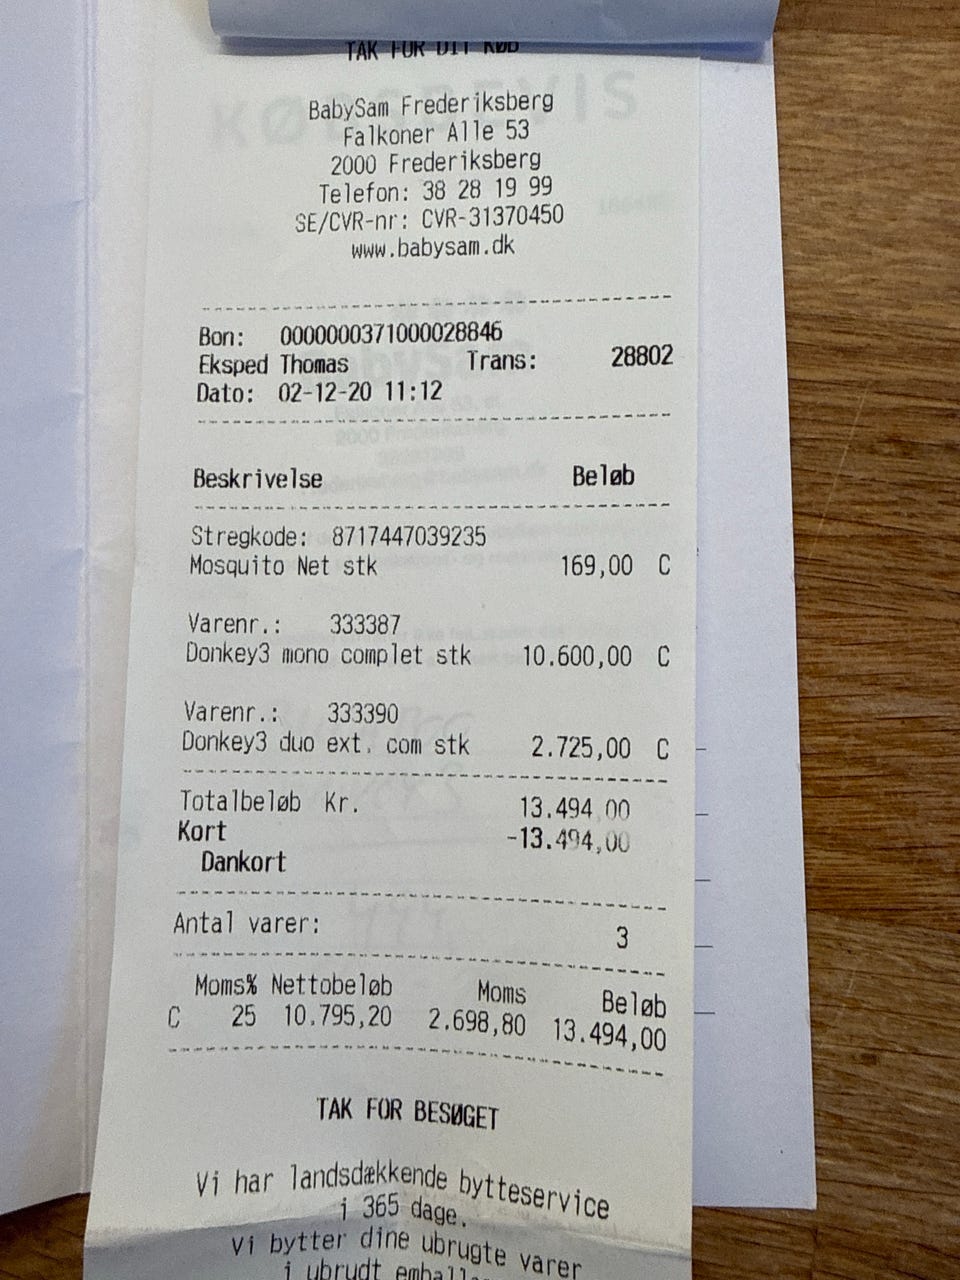 TAK FOR DIT KØB
BabySam Frederiksberg
Falkoner Alle 53
2000 Frederiksberg
Telefon: 38 28 19 99
SE/CVR-nr: CVR-31370450
www.babysam.dk
Bon: 0000000371000028846
Eksped Thomas Trans: 28802
Dato: 02-12-20 11:12
Beskrivelse Beløb
Stregkode: 8717447039235
Mosquito Net stk 169,00 C
Varenr.: 333387
Donkey3 mono complet stk 10.600,00 C
Varenr.: 333390
Donkey3 duo ext. com stk 2.725,00 C
Totalbeløb Kr. 13.494,00
Kort -13.494,00
Dankort
Antal varer: 3
Moms% Nettobeløb Moms Beløb
C 25 10.795,20 2.698,80 13.494,00
TAK FOR BESØGET
Vi har landsdækkende bytteservice
i 365 dage.
Vi bytter dine ubrugte varer
i ubrudt